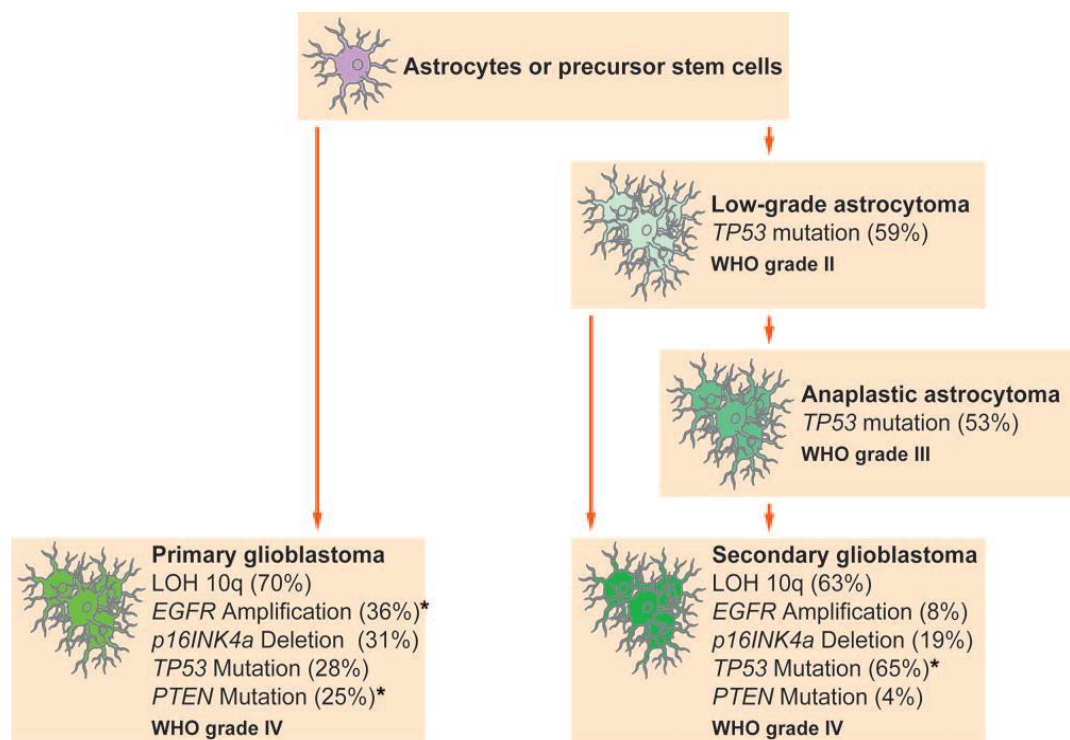 Astrocytes or precursor stem cells
Low-grade astrocytoma
TP53 mutation (59%)
WHO grade II
Anaplastic astrocytoma
TP53 mutation (53%)
WHO grade III
Primary glioblastoma
LOH 10q (70%)
EGFR Amplification (36%)*
p16INK4a Deletion (31%)
TP53 Mutation (28%)
PTEN Mutation (25%)*
WHO grade IV
Secondary glioblastoma
LOH 10q (63%)
EGFR Amplification (8%)
p16INK4a Deletion (19%)
TP53 Mutation (65%)*
PTEN Mutation (4%)
WHO grade IV